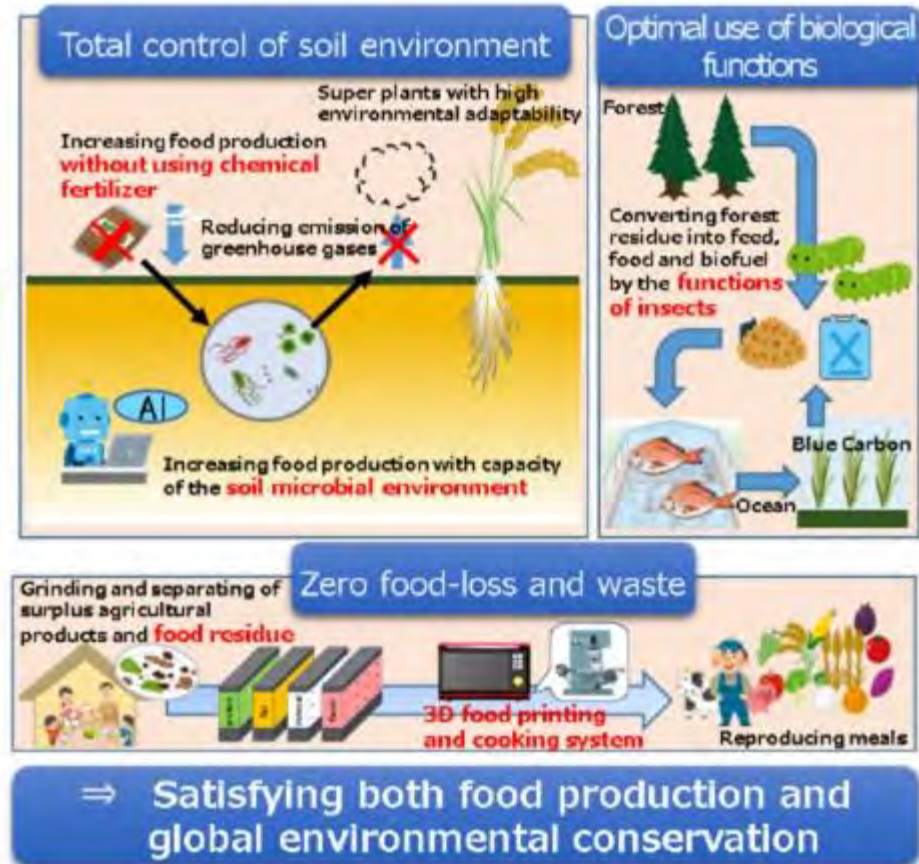 Total control of soil environment
Super plants with high
environmental adaptability
Increasing food production
without using chemical
fertilizer
Reducing emission of
greenhouse gases
AI
Increasing food production with capacity
of the soil microbial environment
Optimal use of biological
functions
Forest
Converting forest
residue into feed,
food and biofuel
by the functions
of insects
Blue Carbon
Ocean
Zero food-loss and waste
Grinding and separating of
surplus agricultural
products and food residue
3D food printing
and cooking system
Reproducing meals
⇒ Satisfying both food production and
global environmental conservation